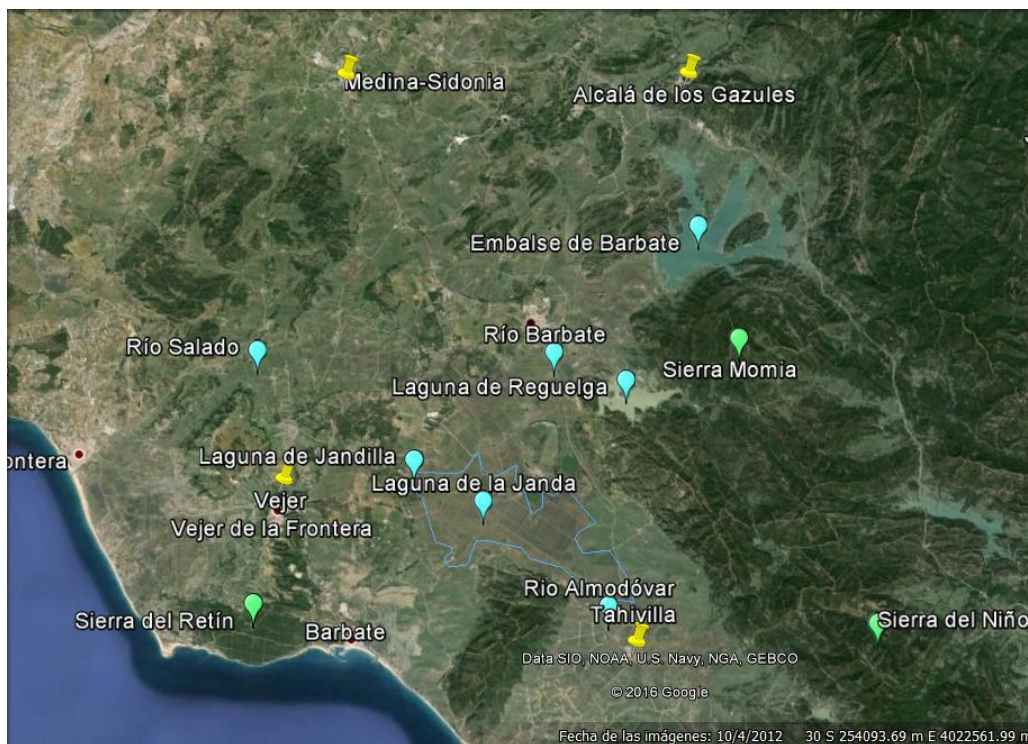 Medina-Sidonia
Alcalá de los Gazules
Embalse de Barbate
Río Barbate
Río Salado
Sierra Momia
Laguna de Reguelga
Laguna de Jandilla
ontera
Laguna de la Janda
Vejer
Vejer de la Frontera
Rio Almodóvar
Tahivilla
Sierra del Retín
Barbate
Sierra del Niño
Data SIO, NOAA, U.S. Navy, NGA, GEBCO
© 2016 Google
Fecha de las imágenes: 10/4/2012 30 S 254093.69 m E 4022561.99 m